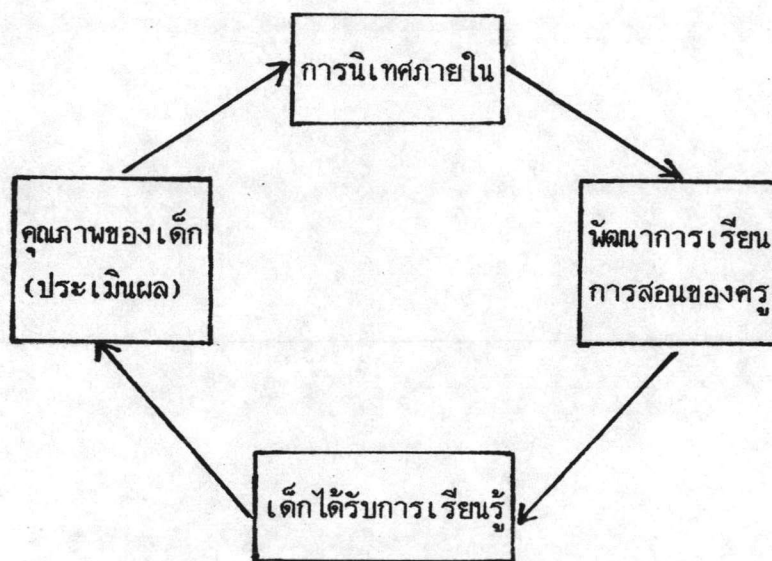 การนิเทศภายใน
พัฒนาการเรียน
การสอนของครู
เด็กได้รับการเรียนรู้
คุณภาพของเด็ก
(ประเมินผล)